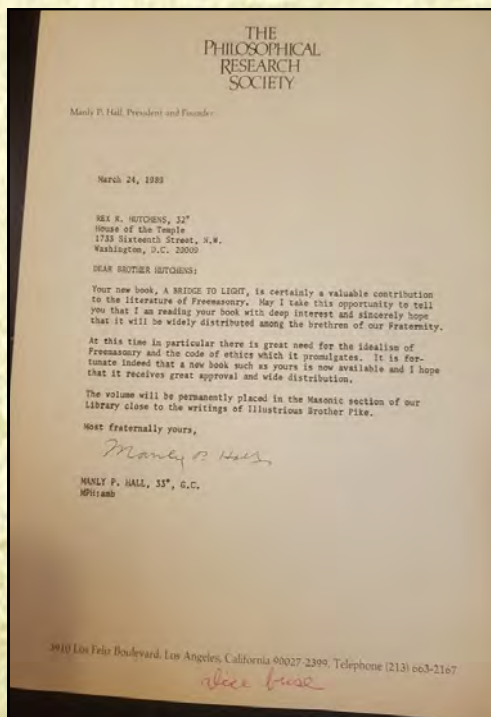 THE
PHILOSOPHICAL
RESEARCH
SOCIETY
Manly P. Hall, President and Founder
March 24, 1989
REX R. HUTCHENS, 32°
House of the Temple
1733 Sixteenth Street, N.W.
Washington, D.C. 20009
DEAR BROTHER HUTCHENS:
Your new book, A BRIDGE TO LIGHT, is certainly a valuable contribution
to the literature of Freemasonry. May I take this opportunity to tell
you that I am reading your book with deep interest and sincerely hope
that it will be widely distributed among the brethren of our Fraternity.
At this time in particular there is great need for the idealism of
Freemasonry and the code of ethics which it promulgates. It is for-
tunate indeed that a new book such as yours is now available and I hope
that it receives great approval and wide distribution.
The volume will be permanently placed in the Masonic section of our
Library close to the writings of Illustrious Brother Pike.
Most fraternally yours,
Manly P. Hall
MANLY P. HALL, 33°, G.C.
MPH:amb
3910 Los Feliz Boulevard, Los Angeles, California 90027-2399, Telephone (213) 663-2167